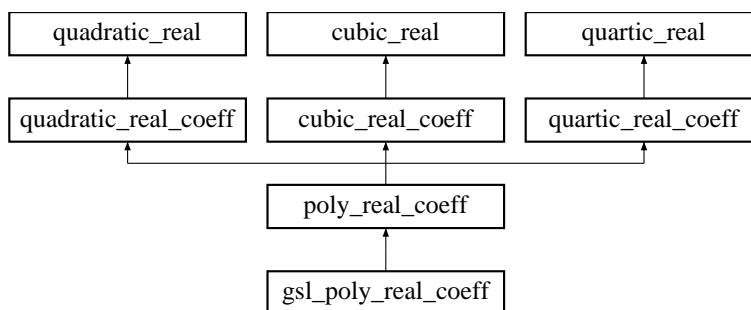 quadratic_real
cubic_real
quartic_real
quadratic_real_coeff
cubic_real_coeff
quartic_real_coeff
poly_real_coeff
gsl_poly_real_coeff